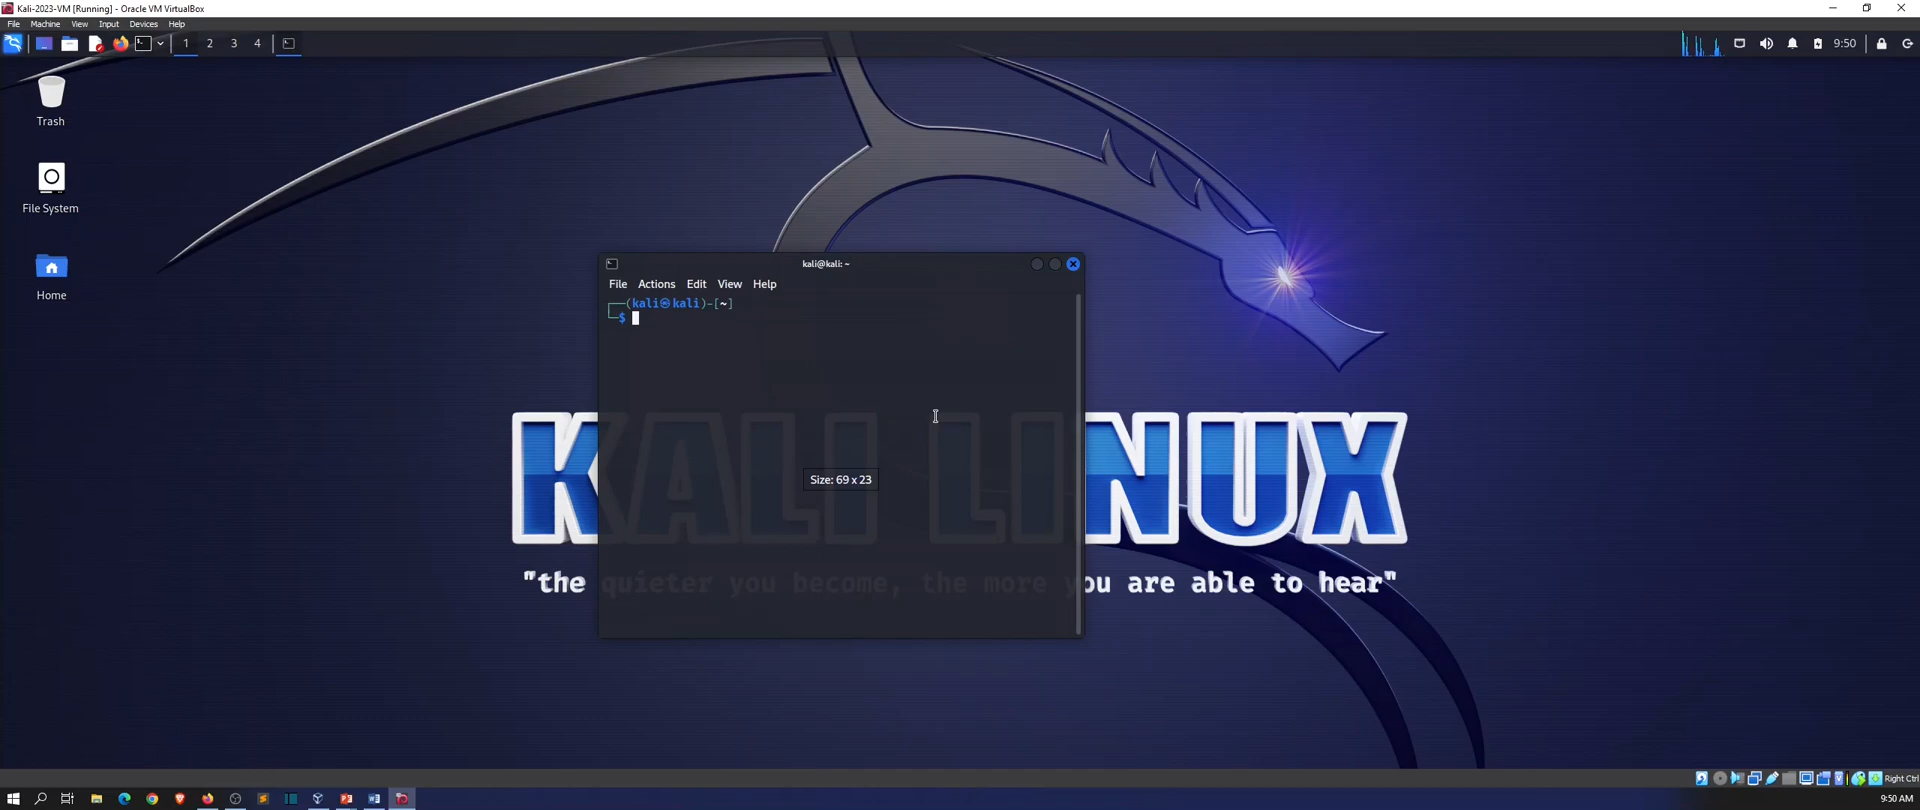 Kali-2023-VM [Running] - Oracle VM VirtualBox
File Machine View Input Devices Help
1 2 3 4
9:50
Trash
File System
Home
kali@kali: ~
File Actions Edit View Help
┌──(kali㉿kali)-[~]
└─$
Size: 69 x 23
KALI LINUX
"the quieter you become, the more you are able to hear"
Right Ctrl
9:50 AM